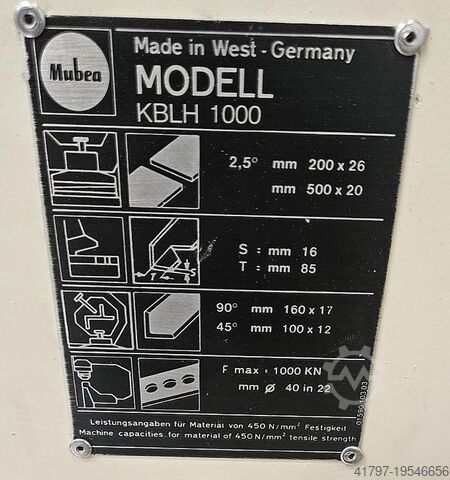 Mubea
Made in West - Germany
MODELL
KBLH 1000
2,5° mm 200 x 26
mm 500 x 20
S = mm 16
T = mm 85
T
S
90° mm 160 x 17
45° mm 100 x 12
P max = 1000 KN
mm Ø 40 in 22
Leistungsangaben für Material von 450 N/mm² Festigkeit
Machine capacities for material of 450 N/mm² tensile strength
41797-19546656